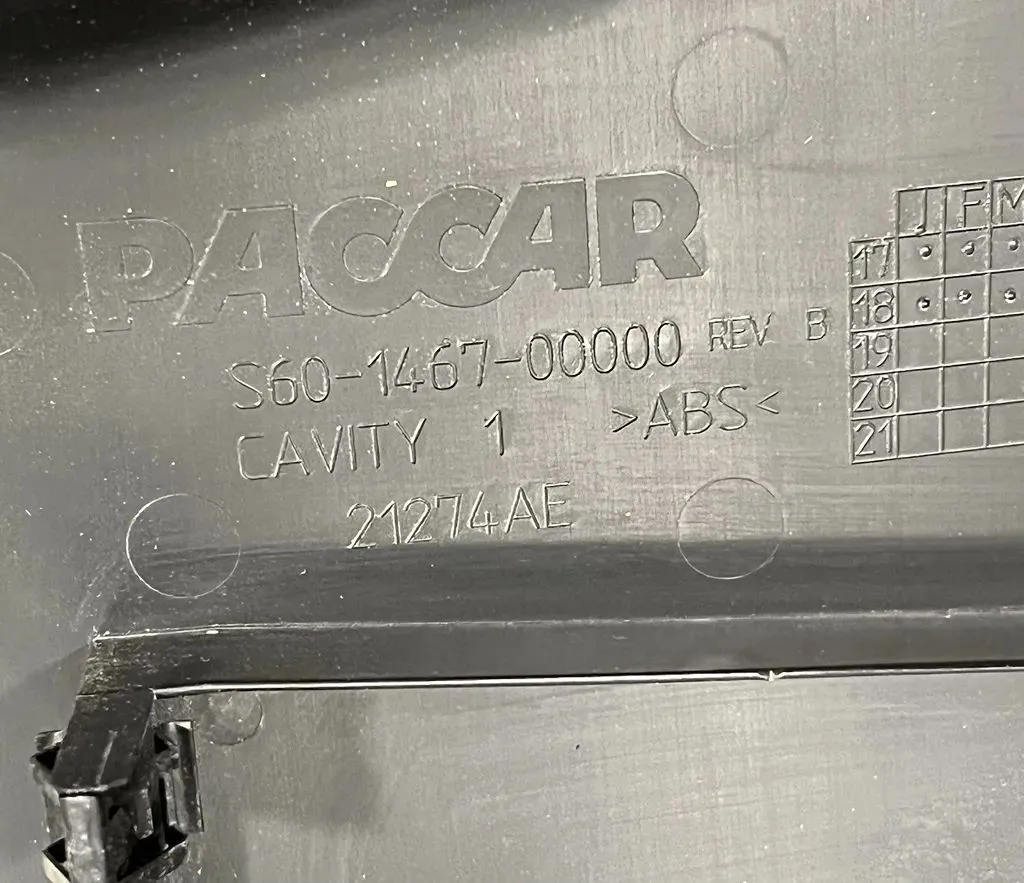 PACCAR
S60-1467-00000 REV B
CAVITY 1 >ABS<
21274AE
J F M
17
18
19
20
21